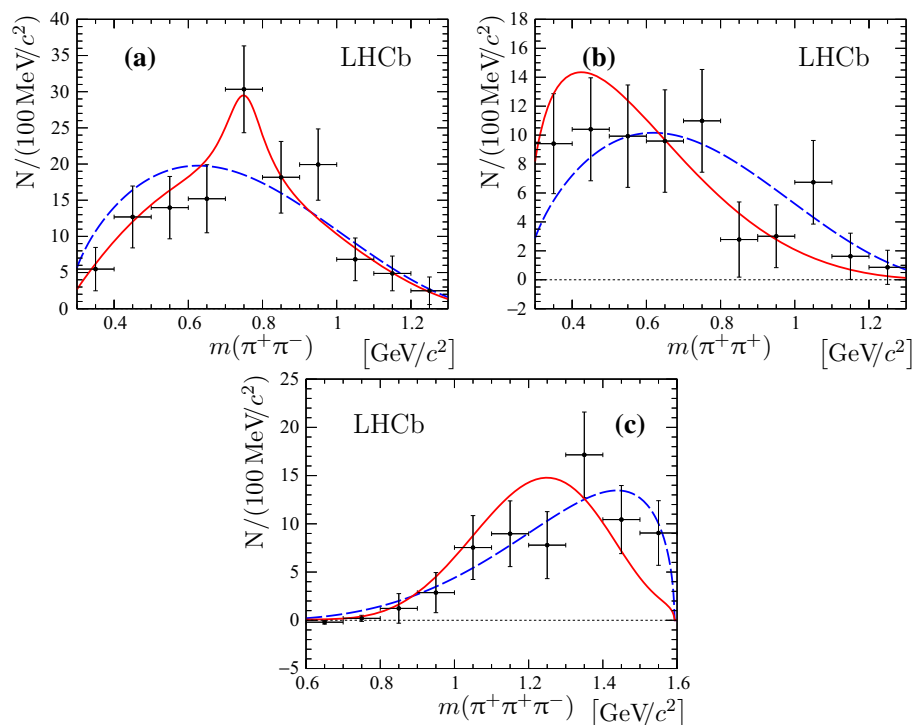 (a)
LHCb
N/(100 MeV/c²)
40
35
30
25
20
15
10
5
0
0.4 0.6 0.8 1 1.2
m(π⁺π⁻) [GeV/c²]
(b)
LHCb
N/(100 MeV/c²)
18
16
14
12
10
8
6
4
2
0
−2
0.4 0.6 0.8 1 1.2
m(π⁺π⁺) [GeV/c²]
LHCb
(c)
N/(100 MeV/c²)
25
20
15
10
5
0
−5
0.6 0.8 1 1.2 1.4 1.6
m(π⁺π⁺π⁻) [GeV/c²]